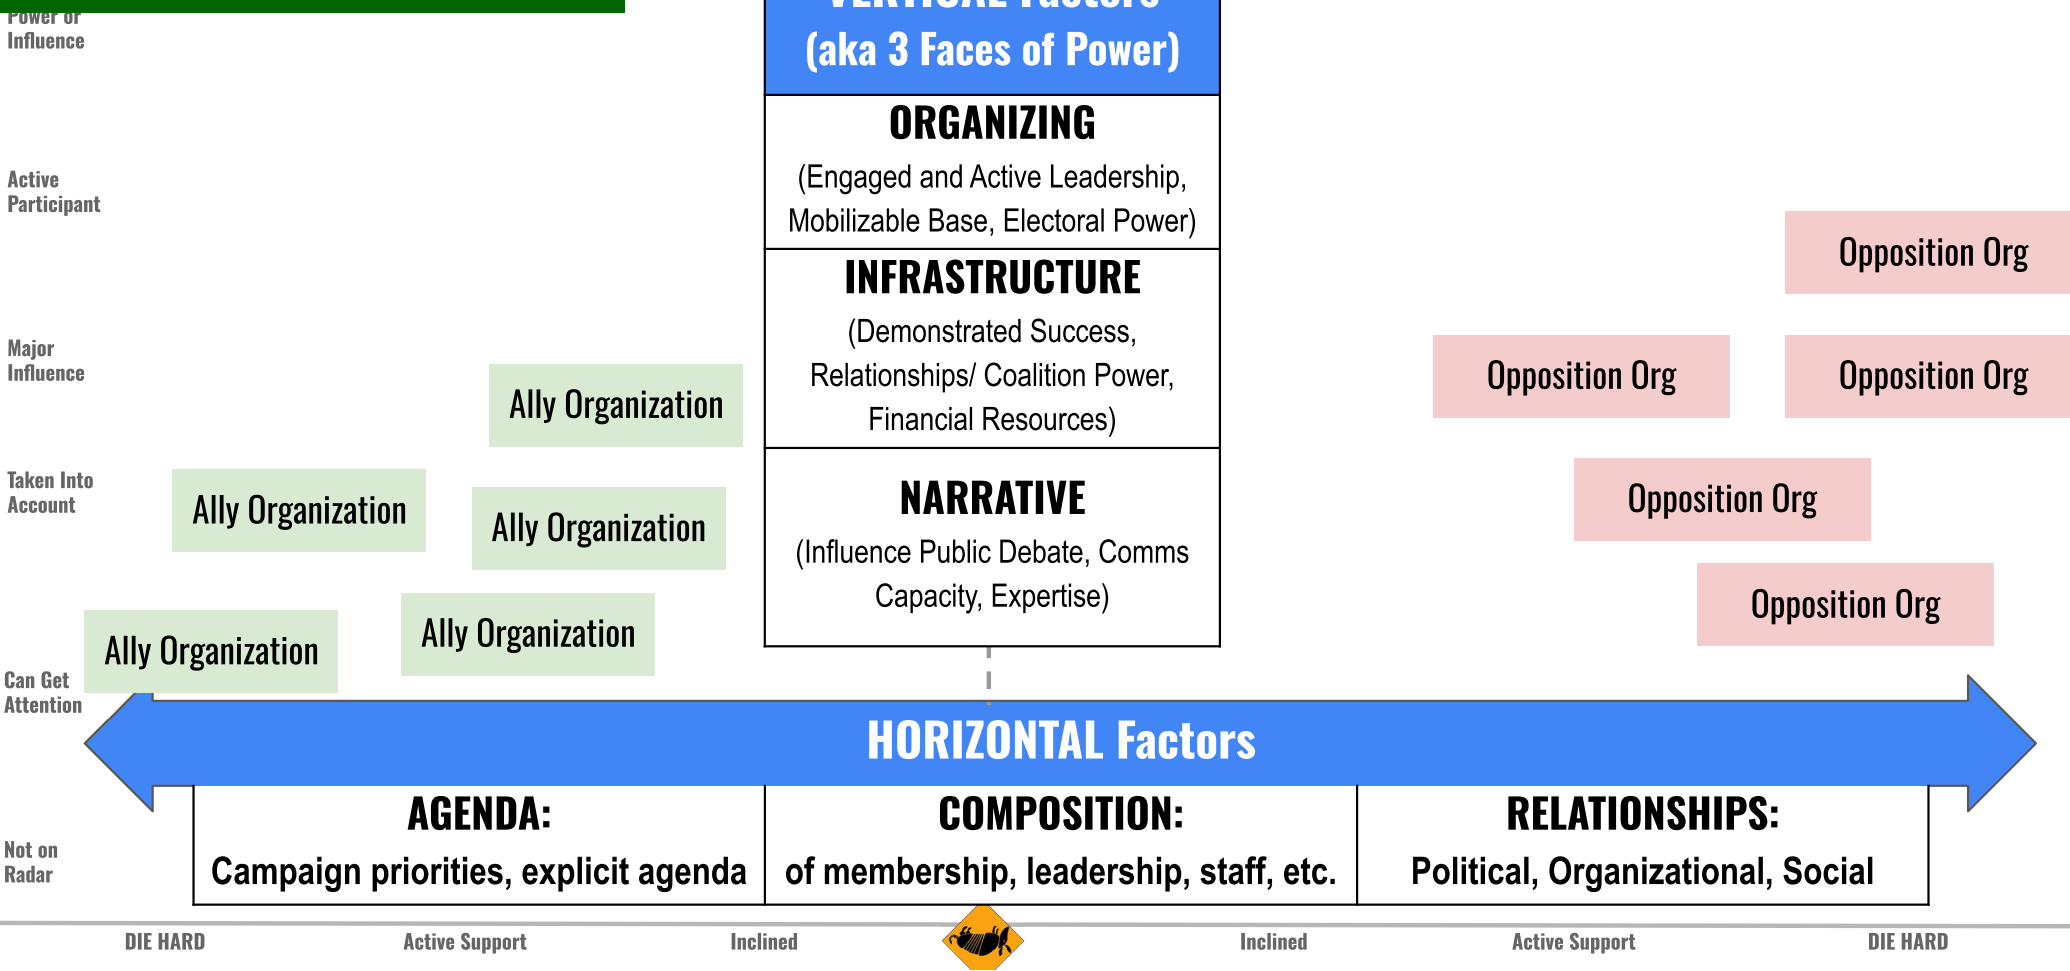 Power or
Influence
VERTICAL Factors
(aka 3 Faces of Power)
ORGANIZING
(Engaged and Active Leadership,
Mobilizable Base, Electoral Power)
INFRASTRUCTURE
(Demonstrated Success,
Relationships/ Coalition Power,
Financial Resources)
NARRATIVE
(Influence Public Debate, Comms
Capacity, Expertise)
Active
Participant
Major
Influence
Taken Into
Account
Can Get
Attention
Not on
Radar
Ally Organization
Ally Organization
Ally Organization
Ally Organization
Ally Organization
Opposition Org
Opposition Org
Opposition Org
Opposition Org
Opposition Org
HORIZONTAL Factors
AGENDA:
Campaign priorities, explicit agenda
COMPOSITION:
of membership, leadership, staff, etc.
RELATIONSHIPS:
Political, Organizational, Social
DIE HARD
Active Support
Inclined
Inclined
Active Support
DIE HARD